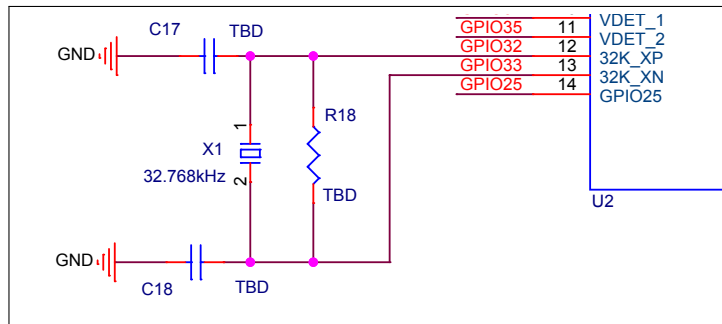 C17
TBD
GND
GPIO35 11 VDET_1
GPIO32 12 VDET_2
GPIO33 13 32K_XP
GPIO25 14 32K_XN
GPIO25
1
R18
X1
32.768kHz
2
TBD
U2
GND
C18
TBD